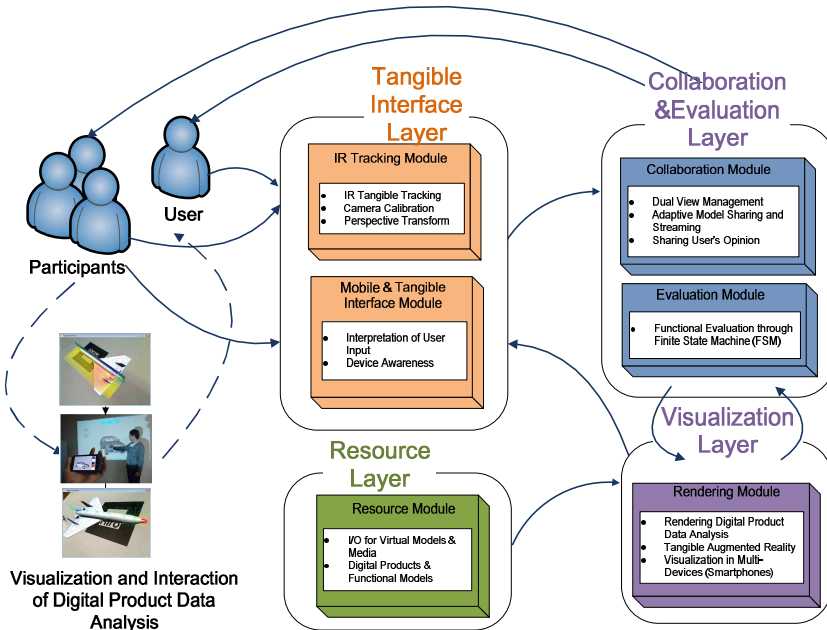 Tangible
Interface
Layer
Collaboration
&Evaluation
Layer
IR Tracking Module
IR Tangible Tracking
Camera Calibration
Perspective Transform
Collaboration Module
Dual View Management
Adaptive Model Sharing and
Streaming
Sharing User's Opinion
User
Participants
Mobile & Tangible
Interface Module
Interpretation of User
Input
Device Awareness
Evaluation Module
Functional Evaluation through
Finite State Machine (FSM)
Resource
Layer
Resource Module
I/O for Virtual Models &
Media
Digital Products &
Functional Models
Visualization
Layer
Rendering Module
Rendering Digital Product
Data Analysis
Tangible Augmented Reality
Visualization in Multi-
Devices (Smartphones)
Visualization and Interaction
of Digital Product Data
Analysis